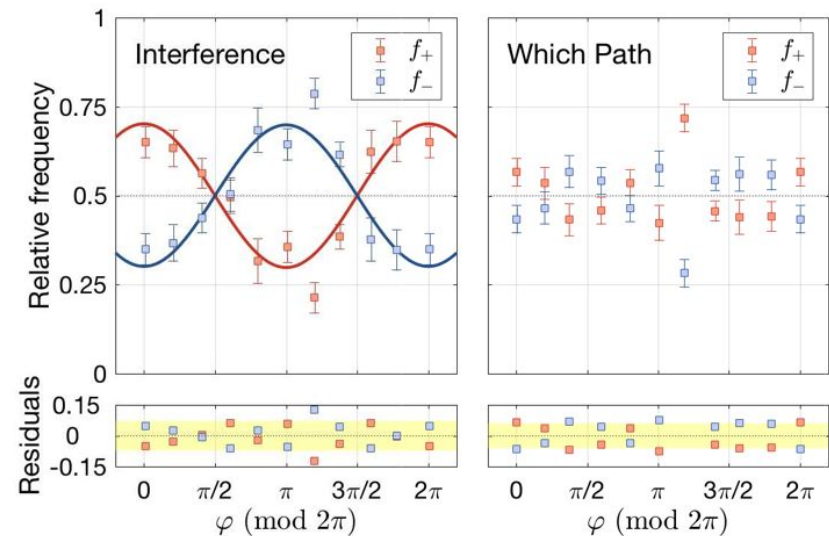 Interference
f₊
f₋
Which Path
f₊
f₋
Relative frequency
1
0.75
0.5
0.25
0
Residuals
0.15
0
-0.15
0 π/2 π 3π/2 2π
φ (mod 2π)
0 π/2 π 3π/2 2π
φ (mod 2π)